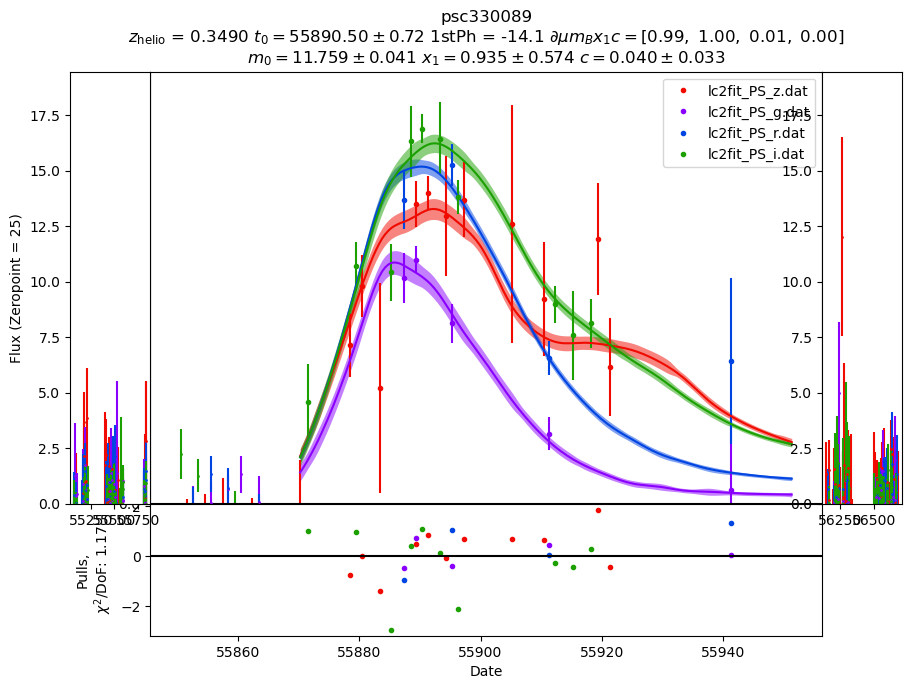 psc330089
z_helio = 0.3490 t_0 = 55890.50 ± 0.72 1stPh = -14.1 ∂μm_Bx_1c = [0.99, 1.00, 0.01, 0.00]
m_0 = 11.759 ± 0.041 x_1 = 0.935 ± 0.574 c = 0.040 ± 0.033
lc2fit_PS_z.dat
lc2fit_PS_g.dat
lc2fit_PS_r.dat
lc2fit_PS_i.dat
Flux (Zeropoint = 25)
17.5
15.0
12.5
10.0
7.5
5.0
2.5
0.0
15.0
12.5
10.0
7.5
5.0
2.5
0.0
55250
55500
55750
56250
56500
Pulls,
χ²/DoF: 1.17
0
−2
55860
55880
55900
55920
55940
Date